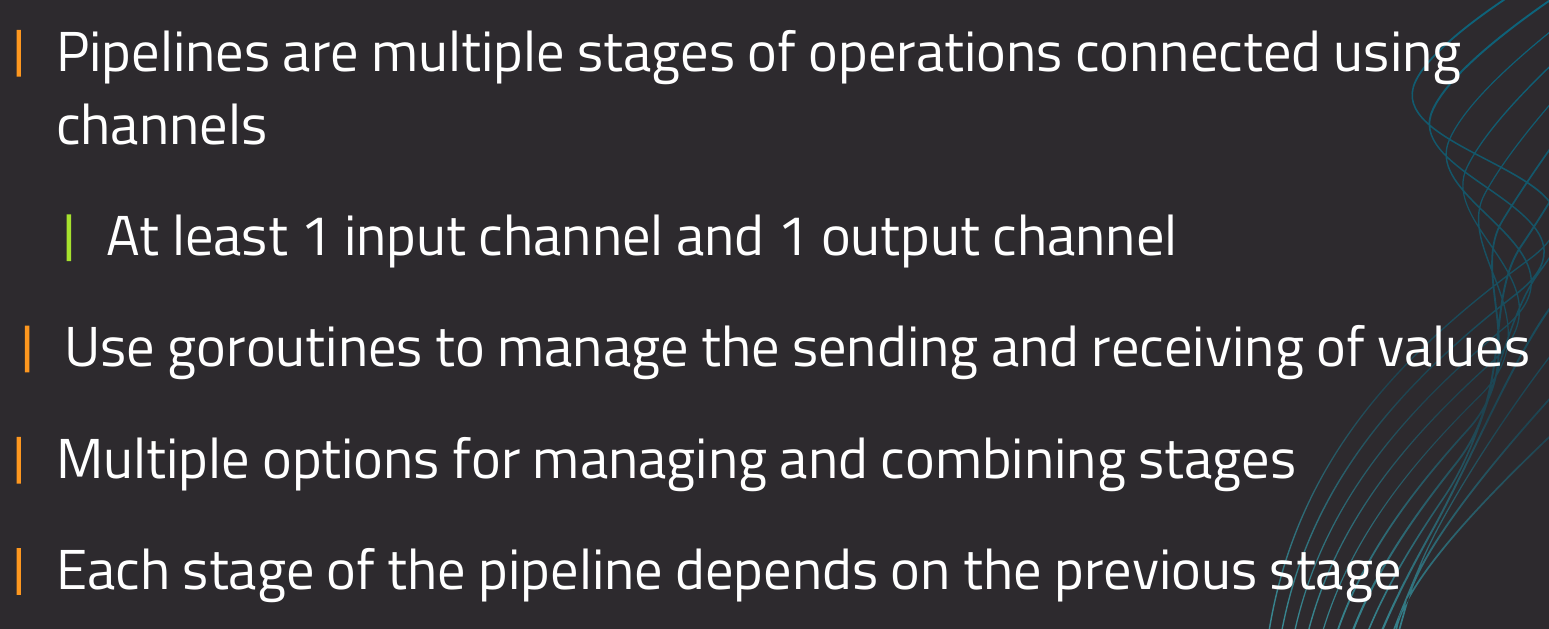 Pipelines are multiple stages of operations connected using
channels
At least 1 input channel and 1 output channel
Use goroutines to manage the sending and receiving of values
Multiple options for managing and combining stages
Each stage of the pipeline depends on the previous stage